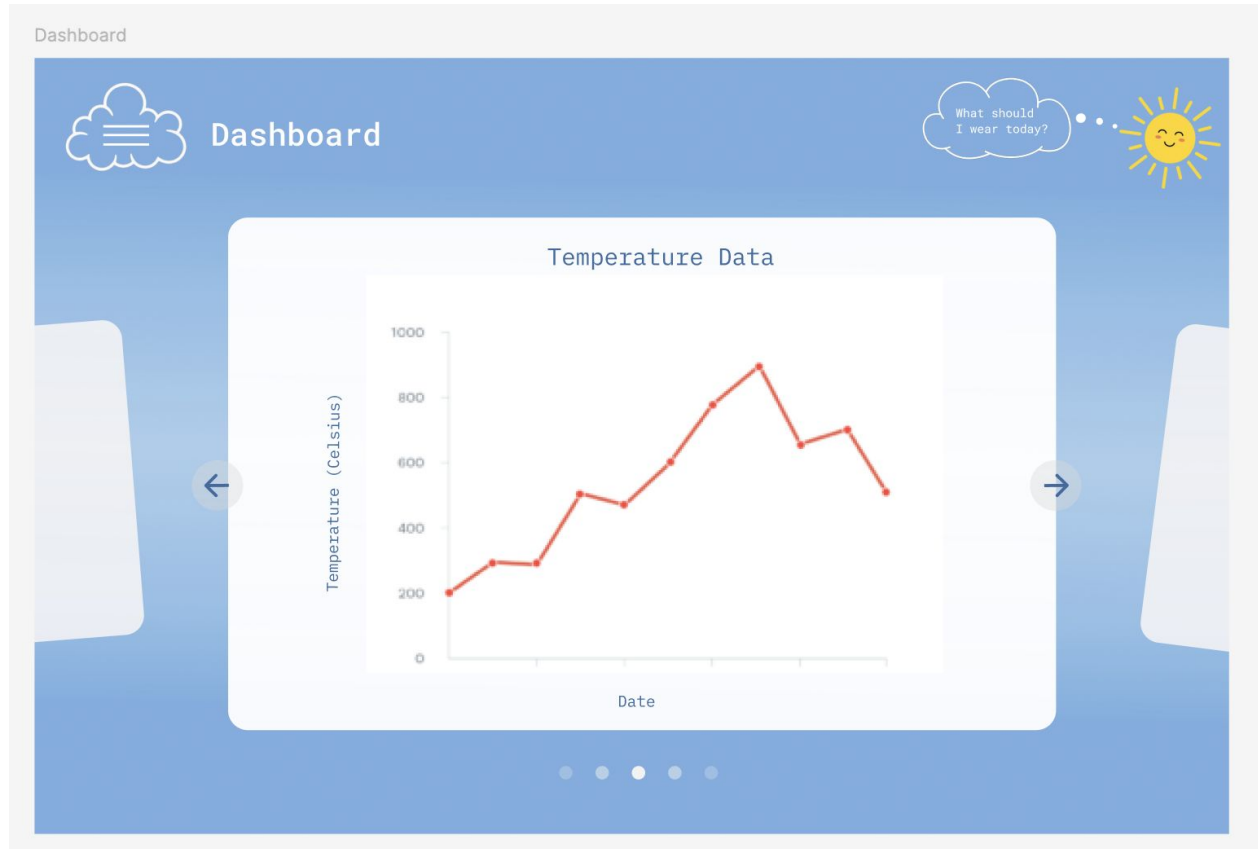 Dashboard
Dashboard
What should
I wear today?
Temperature Data
1000
800
600
400
200
0
Temperature (Celsius)
Date